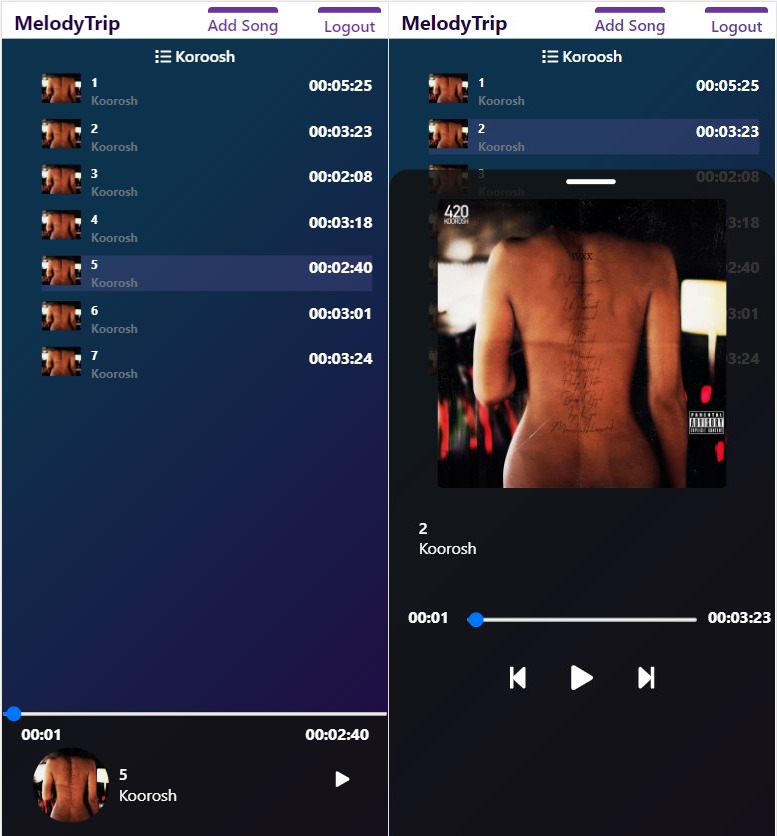 MelodyTrip
Add Song
Logout
Koroosh
1
Koorosh
00:05:25
2
Koorosh
00:03:23
3
Koorosh
00:02:08
4
Koorosh
00:03:18
5
Koorosh
00:02:40
6
Koorosh
00:03:01
7
Koorosh
00:03:24
00:01
00:02:40
5
Koorosh
MelodyTrip
Add Song
Logout
Koroosh
1
Koorosh
00:05:25
2
Koorosh
00:03:23
3
00:02:08
3:18
2:40
3:01
3:24
420
KOOROSH
wxx
PARENTAL
ADVISORY
EXPLICIT CONTENT
2
Koorosh
00:01
00:03:23